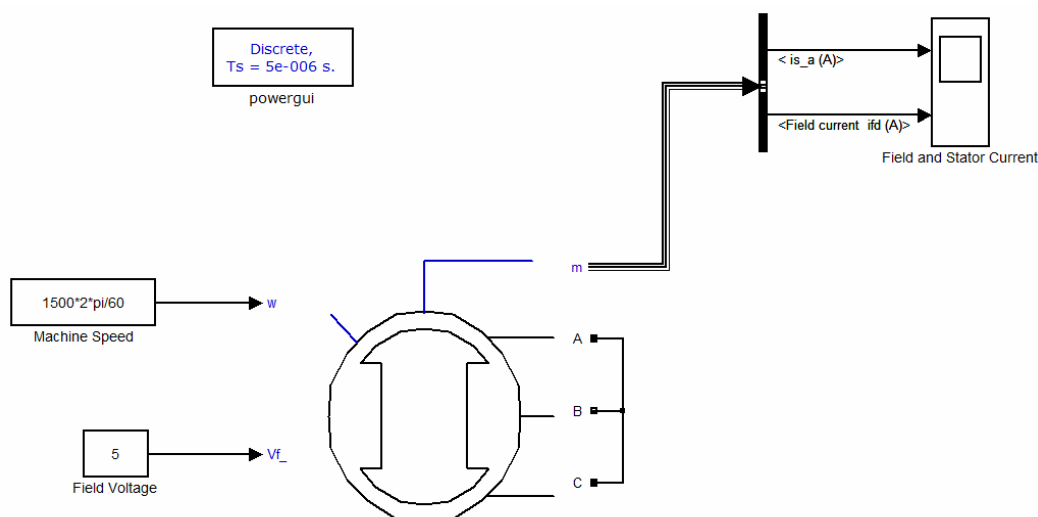 Discrete,
Ts = 5e-006 s.
powergui
< is_a (A)>
<Field current ifd (A)>
Field and Stator Current
m
1500*2*pi/60
w
Machine Speed
A
B
5
Vf_
Field Voltage
C